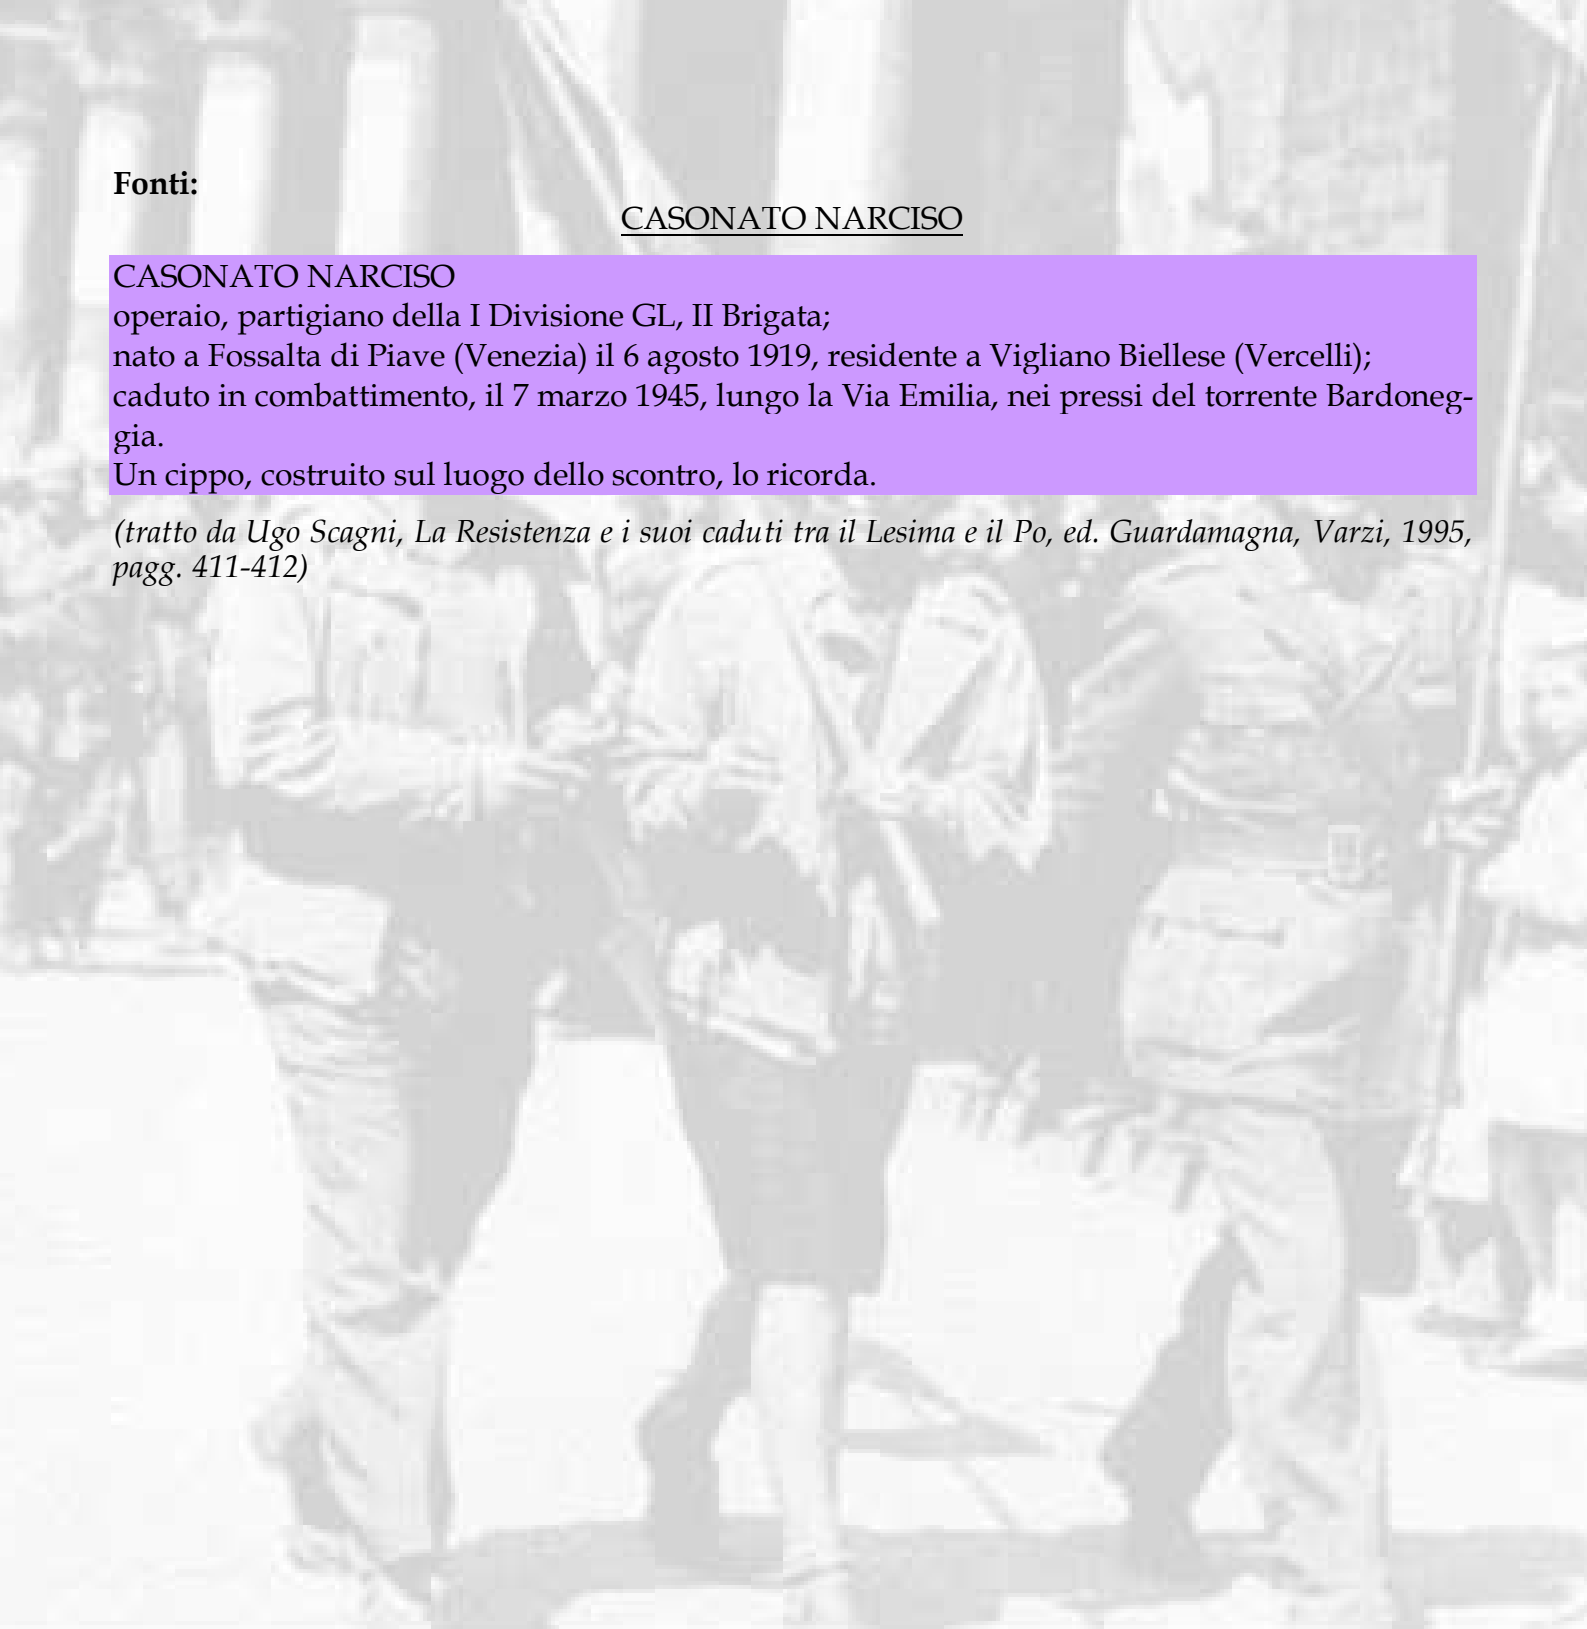 Fonti:
CASONATO NARCISO
CASONATO NARCISO
operaio, partigiano della I Divisione GL, II Brigata;
nato a Fossalta di Piave (Venezia) il 6 agosto 1919, residente a Vigliano Biellese (Vercelli);
caduto in combattimento, il 7 marzo 1945, lungo la Via Emilia, nei pressi del torrente Bardoneg-
gia.
Un cippo, costruito sul luogo dello scontro, lo ricorda.
(tratto da Ugo Scagni, La Resistenza e i suoi caduti tra il Lesima e il Po, ed. Guardamagna, Varzi, 1995,
pagg. 411-412)